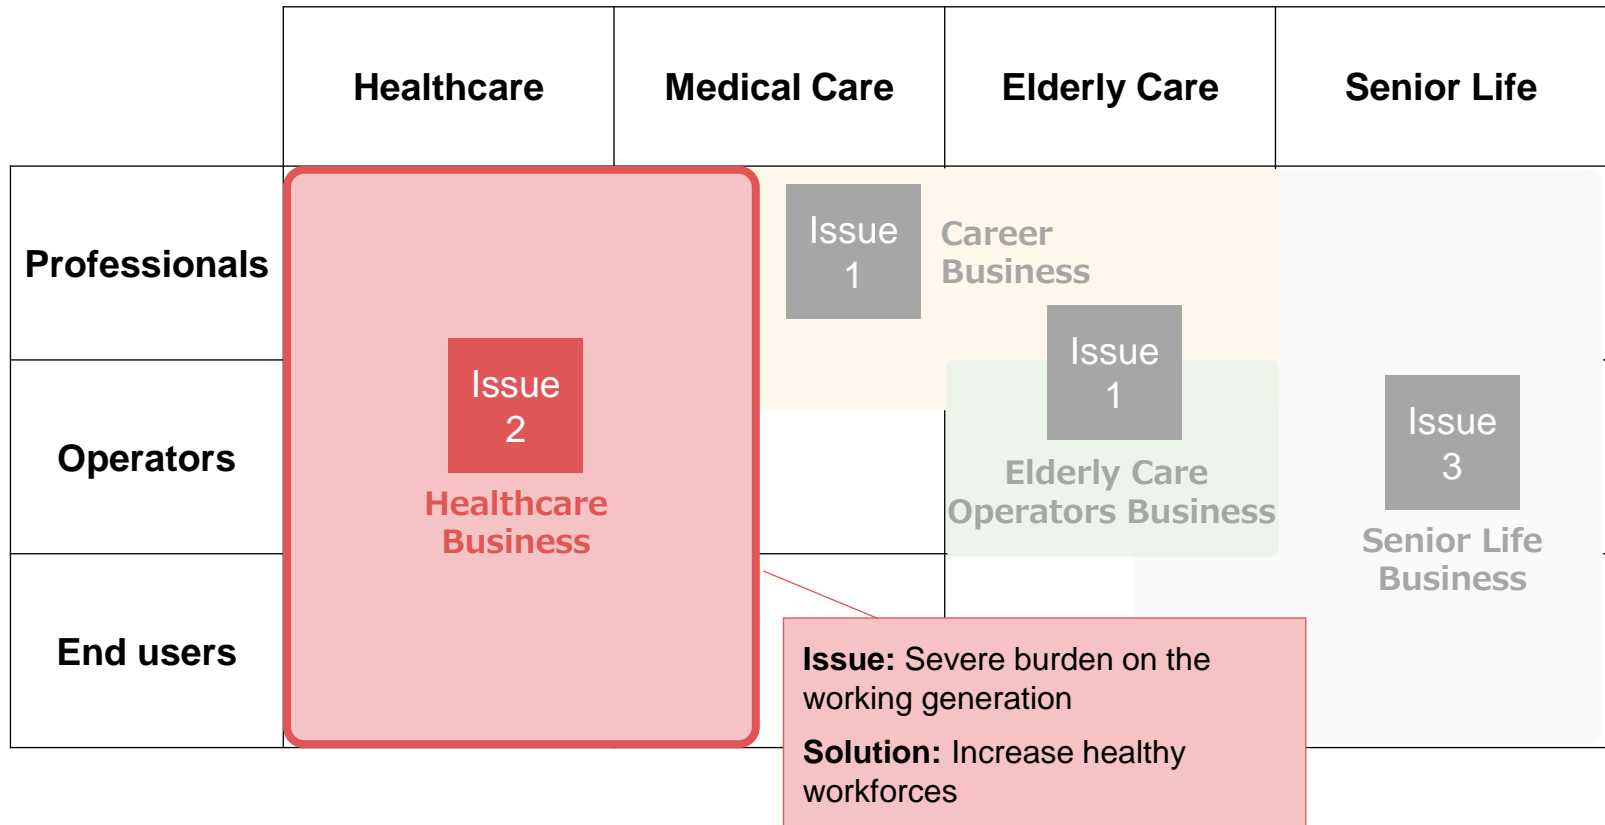 Healthcare
Medical Care
Elderly Care
Senior Life
Professionals
Issue
1
Career
Business
Issue
1
Operators
Issue
2
Healthcare
Business
Elderly Care
Operators Business
Issue
3
Senior Life
Business
End users
Issue: Severe burden on the
working generation
Solution: Increase healthy
workforces